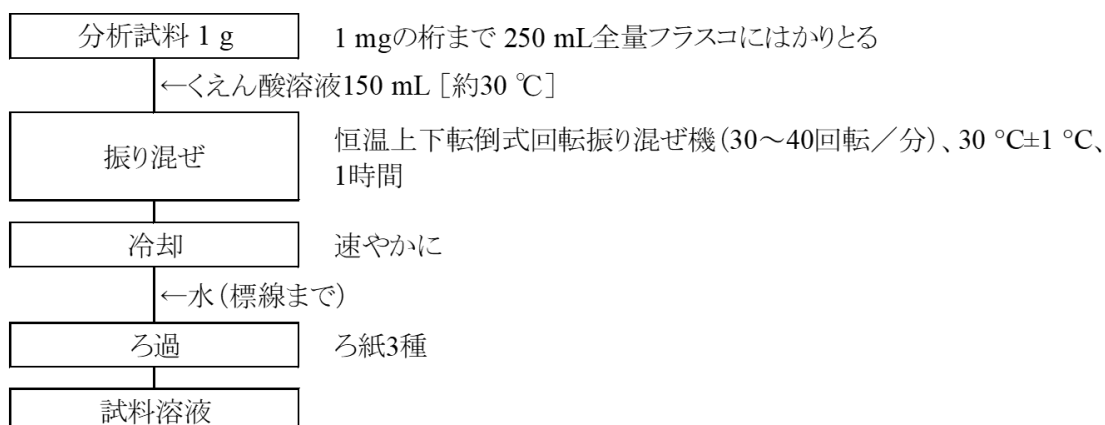 分析試料 1 g 1 mgの桁まで 250 mL全量フラスコにはかりとる
←くえん酸溶液150 mL［約30 ℃］
振り混ぜ 恒温上下転倒式回転振り混ぜ機（30～40回転／分）、30 °C±1 °C、
1時間
冷却 速やかに
←水（標線まで）
ろ過 ろ紙3種
試料溶液